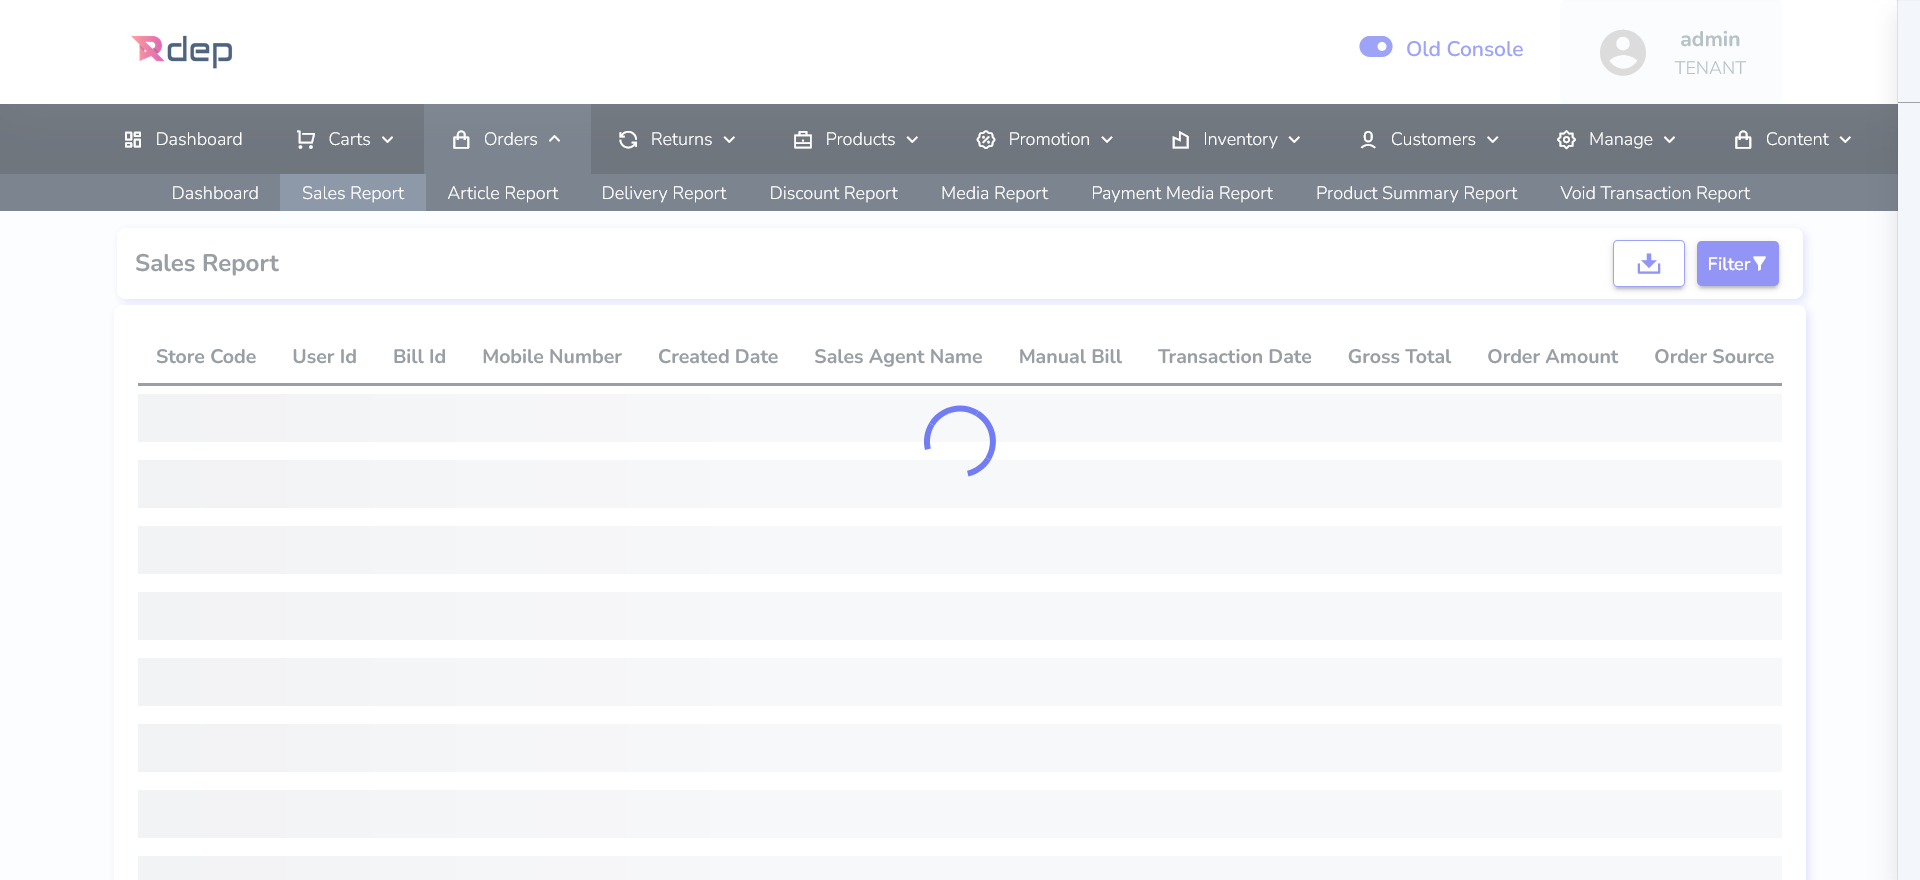 Rdep
Old Console
admin
TENANT
Dashboard Carts Orders Returns Products Promotion Inventory Customers Manage Content
Dashboard Sales Report Article Report Delivery Report Discount Report Media Report Payment Media Report Product Summary Report Void Transaction Report
Sales Report
Filter
Store Code User Id Bill Id Mobile Number Created Date Sales Agent Name Manual Bill Transaction Date Gross Total Order Amount Order Source